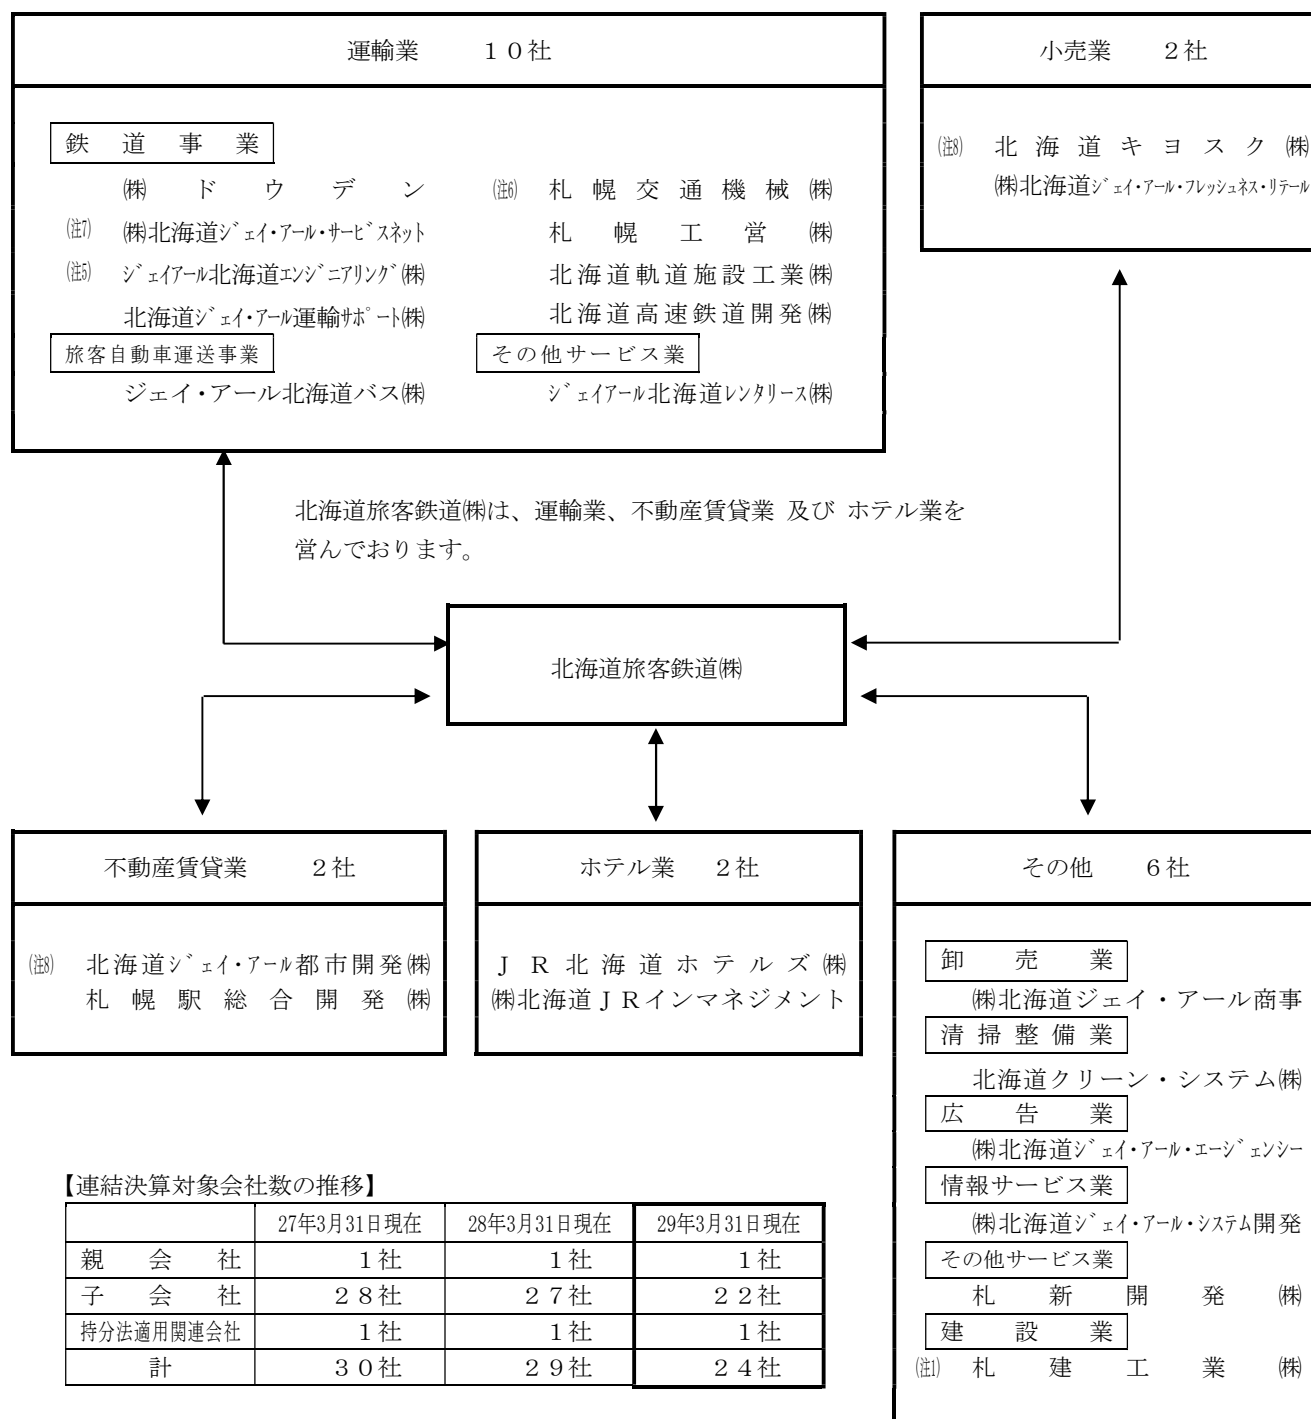 運輸業 10社
鉄道事業
㈱ドウデン
(注7) ㈱北海道ジェイ・アール・サービスネット
(注5) ジェイアール北海道エンジニアリング㈱
北海道ジェイ・アール運輸サポート㈱
旅客自動車運送事業
ジェイ・アール北海道バス㈱
(注6) 札幌交通機械㈱
札幌工営㈱
北海道軌道施設工業㈱
北海道高速鉄道開発㈱
その他サービス業
ジェイアール北海道レンタリース㈱
小売業 2社
(注8) 北海道キヨスク㈱
㈱北海道ジェイ・アール・フレッシュネス・リテール
北海道旅客鉄道㈱は、運輸業、不動産賃貸業 及び ホテル業を
営んでおります。
北海道旅客鉄道㈱
不動産賃貸業 2社
(注8) 北海道ジェイ・アール都市開発㈱
札幌駅総合開発㈱
ホテル業 2社
JR北海道ホテルズ㈱
㈱北海道JRインマネジメント
その他 6社
卸売業
㈱北海道ジェイ・アール商事
清掃整備業
北海道クリーン・システム㈱
広告業
㈱北海道ジェイ・アール・エージェンシー
情報サービス業
㈱北海道ジェイ・アール・システム開発
その他サービス業
札新開発㈱
建設業
(注1) 札建工業㈱
【連結決算対象会社数の推移】
27年3月31日現在 28年3月31日現在 29年3月31日現在
親会社 1社 1社 1社
子会社 28社 27社 22社
持分法適用関連会社 1社 1社 1社
計 30社 29社 24社